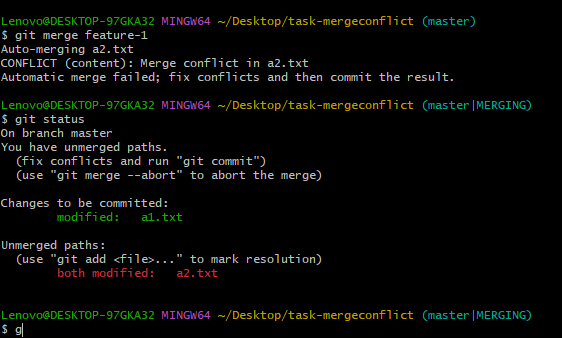 Lenovo@DESKTOP-97GKA32 MINGW64 ~/Desktop/task-mergeconflict (master)
$ git merge feature-1
Auto-merging a2.txt
CONFLICT (content): Merge conflict in a2.txt
Automatic merge failed; fix conflicts and then commit the result.
Lenovo@DESKTOP-97GKA32 MINGW64 ~/Desktop/task-mergeconflict (master|MERGING)
$ git status
On branch master
You have unmerged paths.
  (fix conflicts and run "git commit")
  (use "git merge --abort" to abort the merge)
Changes to be committed:
        modified:   a1.txt
Unmerged paths:
  (use "git add <file>..." to mark resolution)
        both modified:   a2.txt
Lenovo@DESKTOP-97GKA32 MINGW64 ~/Desktop/task-mergeconflict (master|MERGING)
$ g